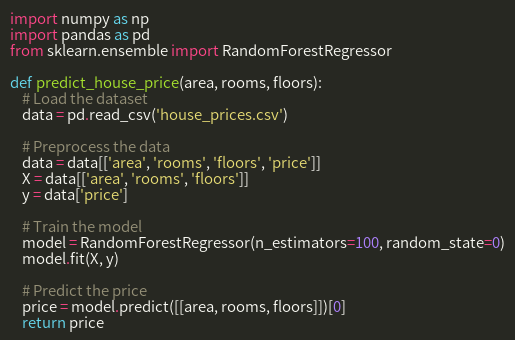 import numpy as np
import pandas as pd
from sklearn.ensemble import RandomForestRegressor
def predict_house_price(area, rooms, floors):
# Load the dataset
data = pd.read_csv('house_prices.csv')
# Preprocess the data
data = data[['area', 'rooms', 'floors', 'price']]
X = data[['area', 'rooms', 'floors']]
y = data['price']
# Train the model
model = RandomForestRegressor(n_estimators=100, random_state=0)
model.fit(X, y)
# Predict the price
price = model.predict([[area, rooms, floors]])[0]
return price